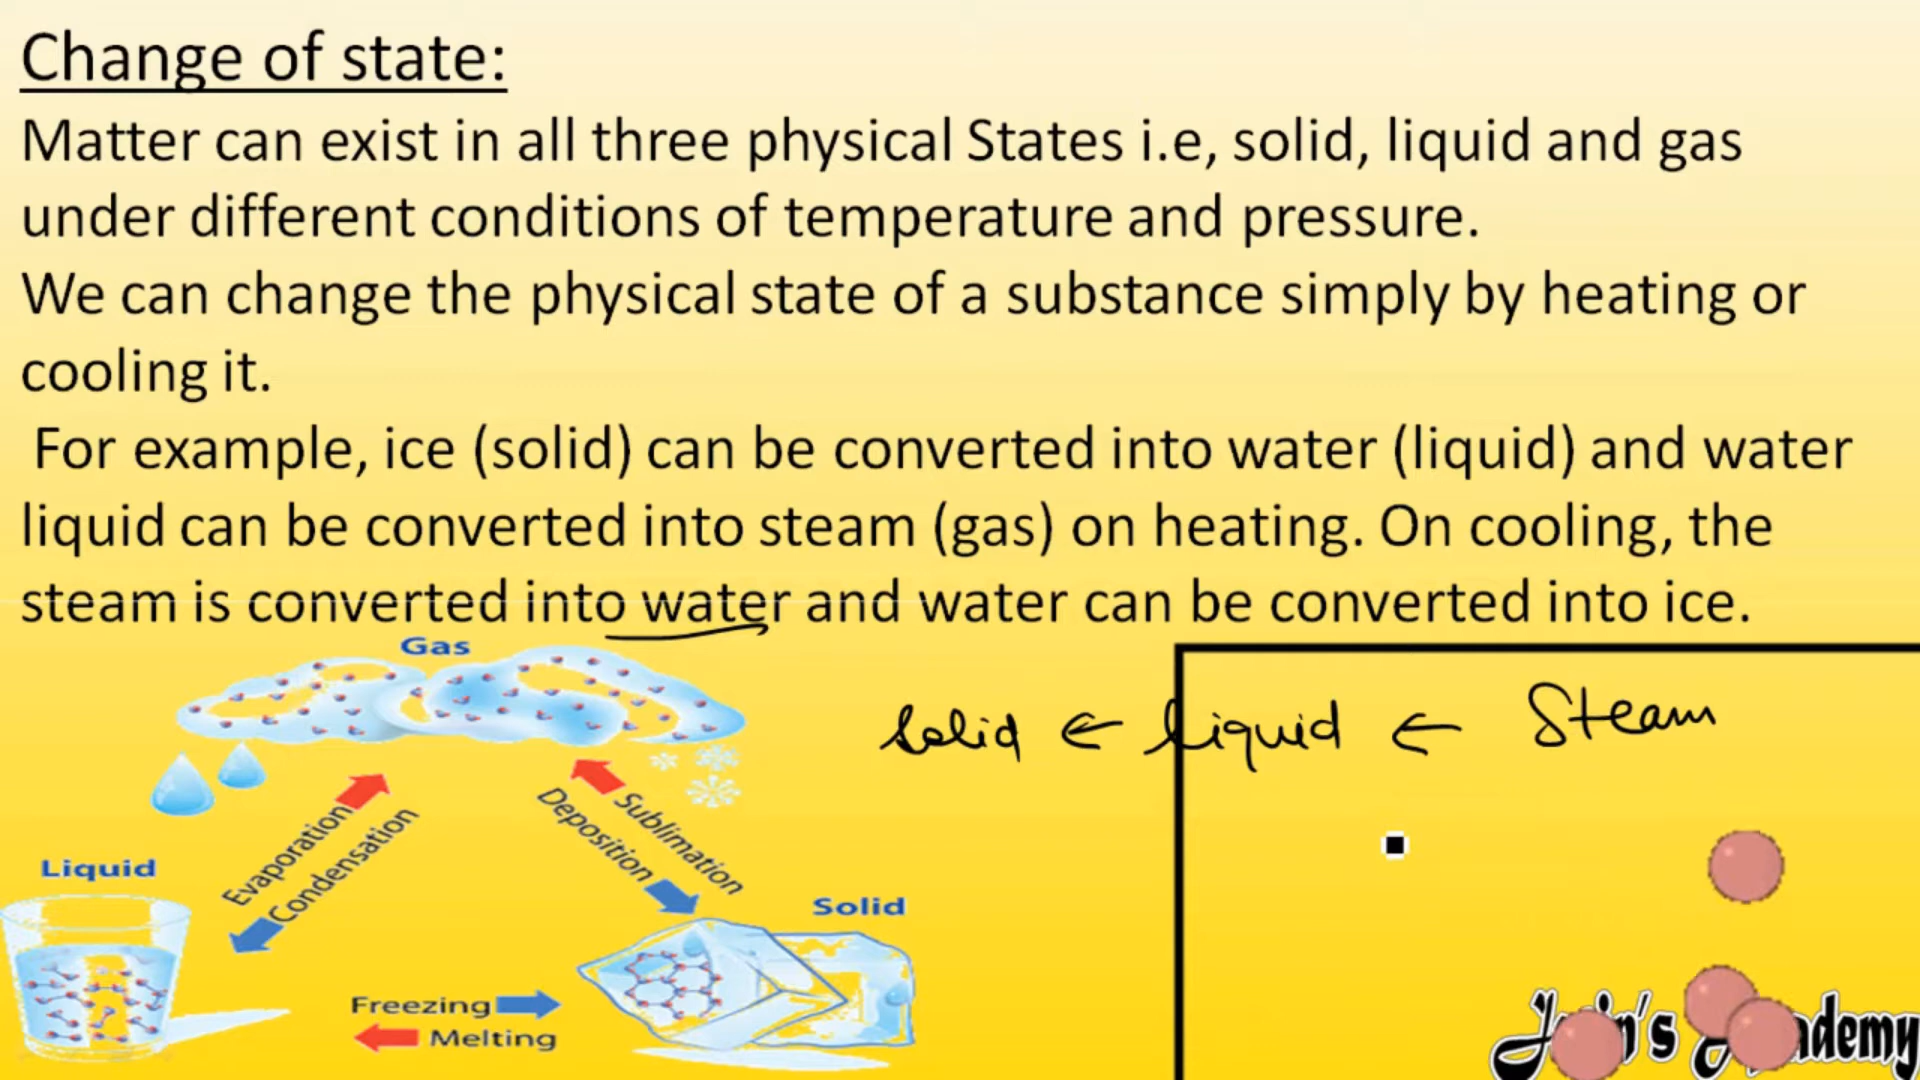 Change of state:
Matter can exist in all three physical States i.e, solid, liquid and gas
under different conditions of temperature and pressure.
We can change the physical state of a substance simply by heating or
cooling it.
For example, ice (solid) can be converted into water (liquid) and water
liquid can be converted into steam (gas) on heating. On cooling, the
steam is converted into water and water can be converted into ice.
Gas
solid ← liquid ← Steam
Evaporation
Condensation
Deposition
Sublimation
Liquid
Solid
Freezing
Melting